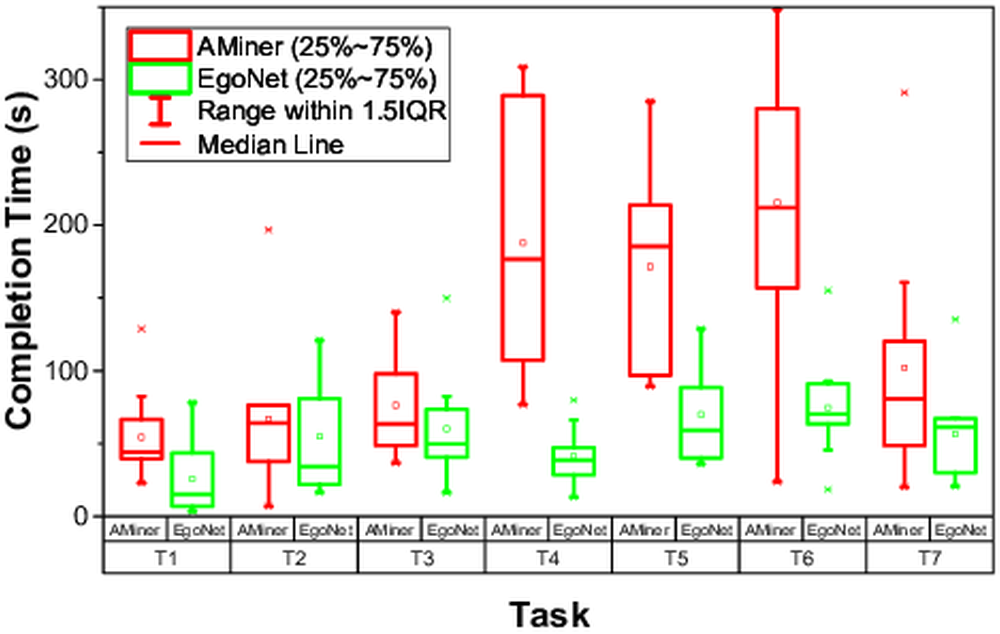 AMiner (25%~75%)
EgoNet (25%~75%)
Range within 1.5IQR
Median Line
Completion Time (s)
300
200
100
0
AMiner EgoNet AMiner EgoNet AMiner EgoNet AMiner EgoNet AMiner EgoNet AMiner EgoNet AMiner EgoNet
T1 T2 T3 T4 T5 T6 T7
Task